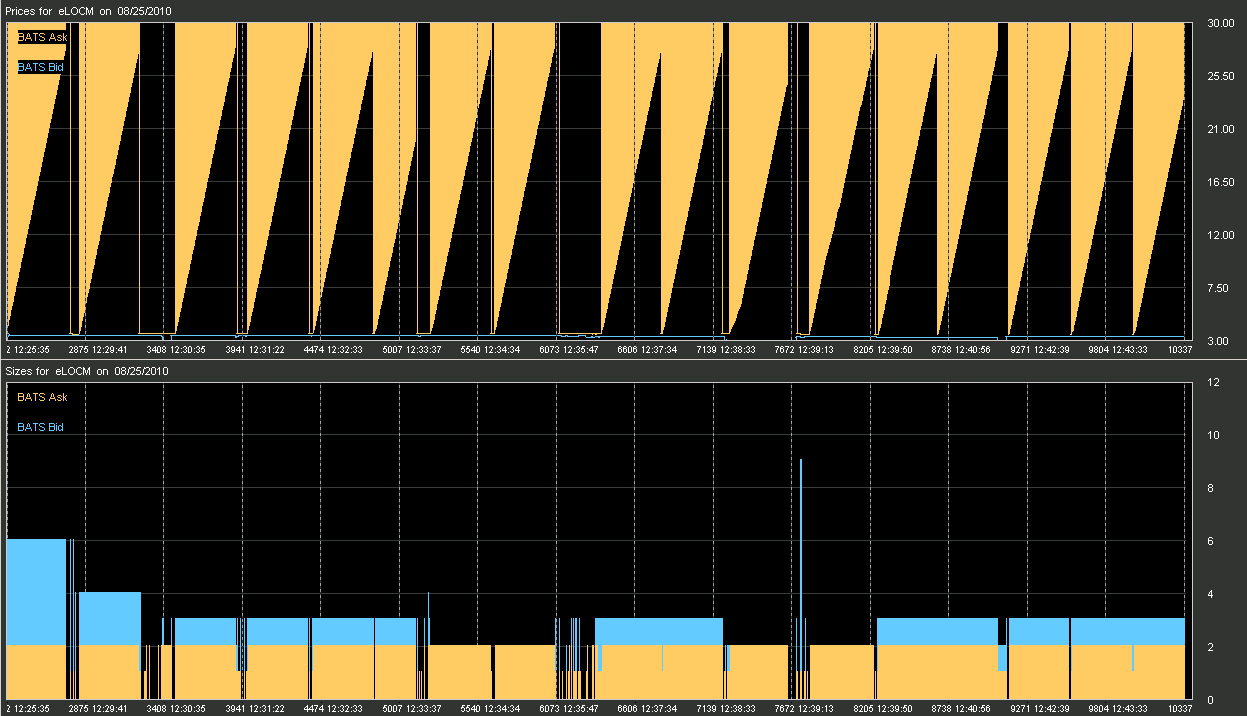 Prices for eLOCM on 08/25/2010
BATS Ask
BATS Bid
30.00
25.50
21.00
16.50
12.00
7.50
3.00
2 12:25:35 2875 12:29:41 3408 12:30:35 3941 12:31:22 4474 12:32:33 5007 12:33:37 5540 12:34:34 6073 12:35:47 6606 12:37:34 7139 12:38:33 7672 12:39:13 8205 12:39:50 8738 12:40:56 9271 12:42:39 9804 12:43:33 10337
Sizes for eLOCM on 08/25/2010
BATS Ask
BATS Bid
12
10
8
6
4
2
0
2 12:25:35 2875 12:29:41 3408 12:30:35 3941 12:31:22 4474 12:32:33 5007 12:33:37 5540 12:34:34 6073 12:35:47 6606 12:37:34 7139 12:38:33 7672 12:39:13 8205 12:39:50 8738 12:40:56 9271 12:42:39 9804 12:43:33 10337